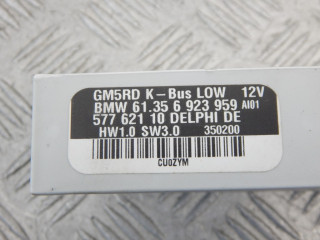 GM5RD K-Bus LOW 12V
BMW 61.35 6 923 959 AI01
577 621 10 DELPHI DE
HW1.0 SW3.0 350200
CU0ZYM